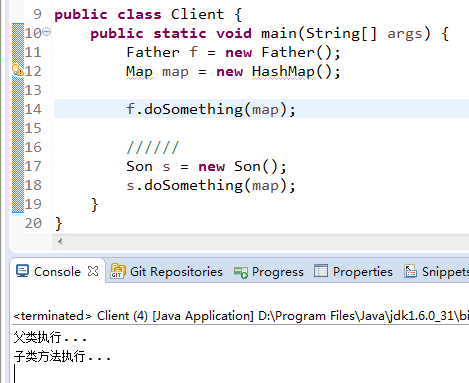 9 public class Client {
10 public static void main(String[] args) {
11 Father f = new Father();
12 Map map = new HashMap();
13
14 f.doSomething(map);
15
16 //////
17 Son s = new Son();
18 s.doSomething(map);
19 }
20 }
Console Git Repositories Progress Properties Snippets
<terminated> Client (4) [Java Application] D:\Program Files\Java\jdk1.6.0_31\bi
父类执行...
子类方法执行...